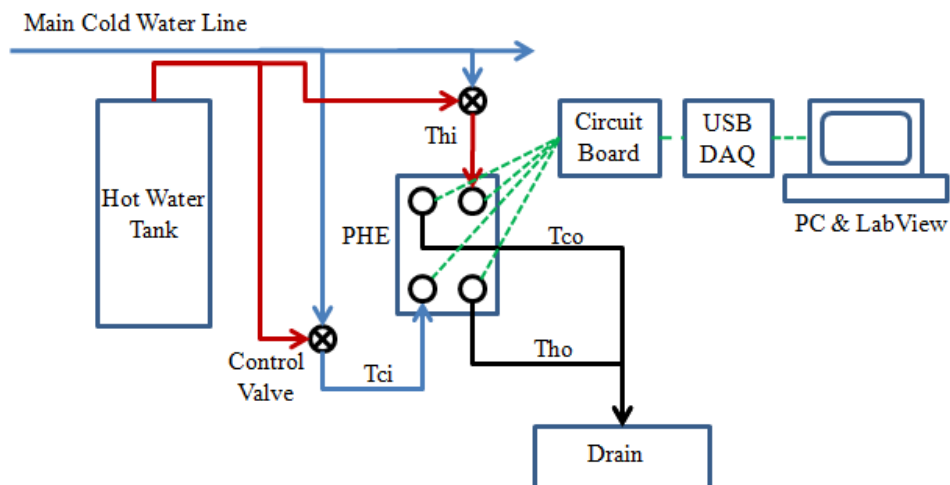 Main Cold Water Line
Thi
Circuit
Board
USB
DAQ
Hot Water
Tank
PHE
Tco
PC & LabView
Control
Valve
Tci
Tho
Drain